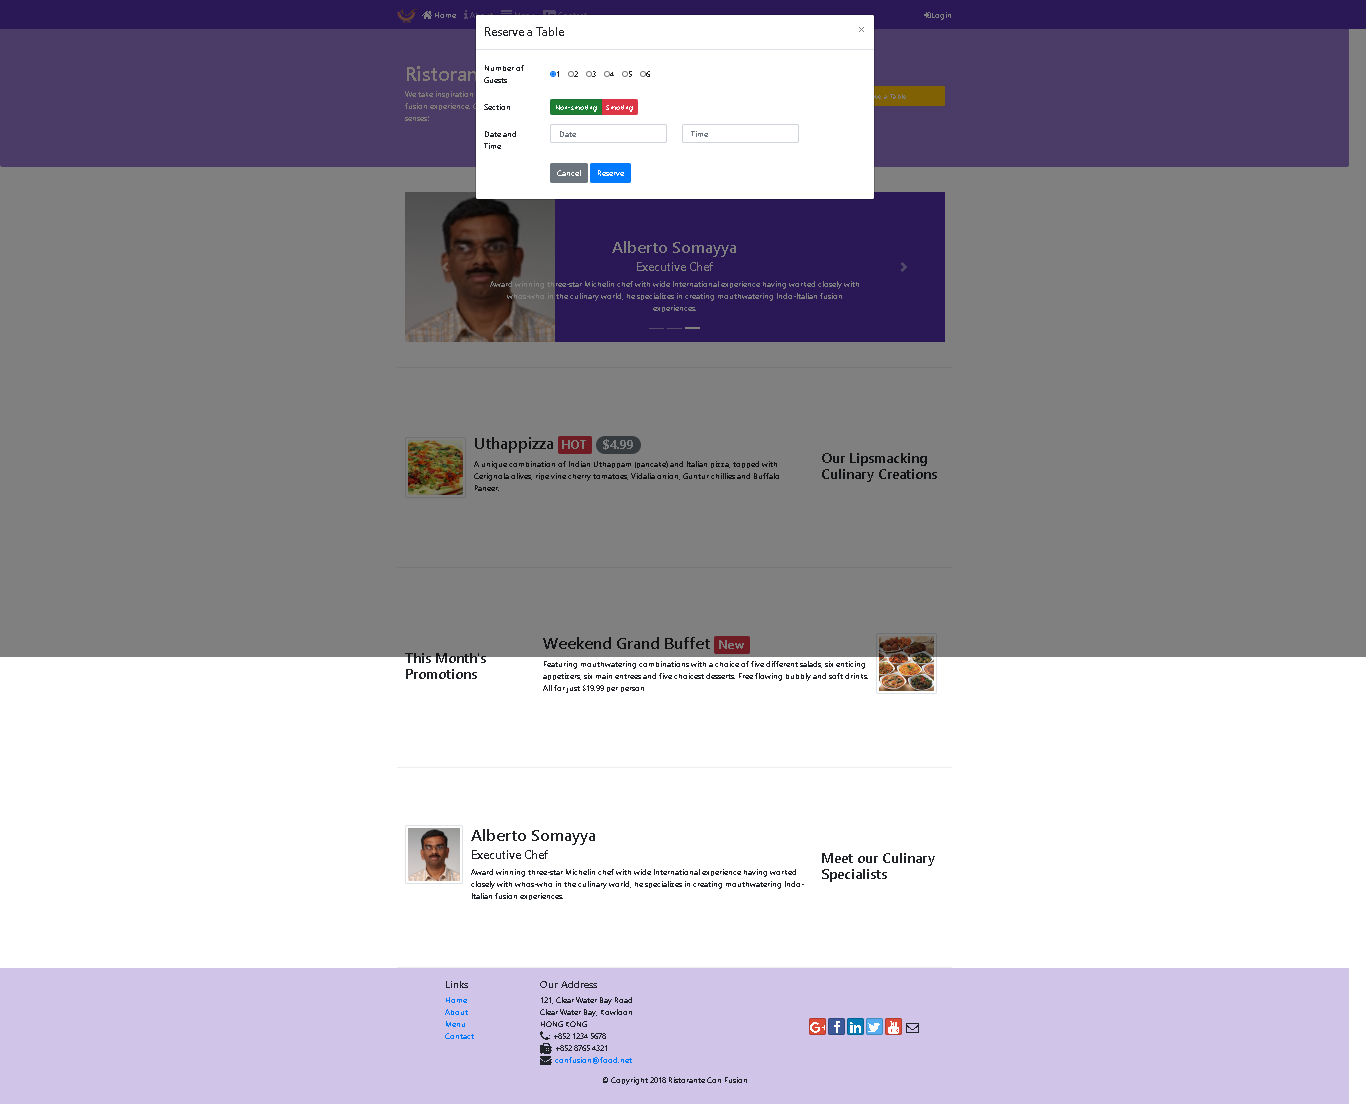 Home
Login
Reserve a Table
×
Ristoran
We take inspiration
fusion experience.
senses!
a Table
Number of
Guests
1 2 3 4 5 6
Section
Non-smoking Smoking
Date and
Time
Date
Time
Cancel Reserve
Alberto Somayya
Executive Chef
Award winning three-star Michelin chef with wide International experience having worked closely with
whos-who in the culinary world, he specializes in creating mouthwatering Indo-Italian fusion
experiences.
Uthappizza HOT $4.99
A unique combination of Indian Uthappam (pancake) and Italian pizza, topped with
Cerignola olives, ripe vine cherry tomatoes, Vidalia onion, Guntur chillies and Buffalo
Paneer.
Our Lipsmacking
Culinary Creations
This Month's
Promotions
Weekend Grand Buffet New
Featuring mouthwatering combinations with a choice of five different salads, six enticing
appetizers, six main entrees and five choicest desserts. Free flowing bubbly and soft drinks.
All for just $19.99 per person
Alberto Somayya
Executive Chef
Award winning three-star Michelin chef with wide International experience having worked
closely with whos-who in the culinary world, he specializes in creating mouthwatering Indo-
Italian fusion experiences.
Meet our Culinary
Specialists
Links
Home
About
Menu
Contact
Our Address
121, Clear Water Bay Road
Clear Water Bay, Kowloon
HONG KONG
: +852 1234 5678
: +852 8765 4321
: confusion@food.net
© Copyright 2018 Ristorante Con Fusion